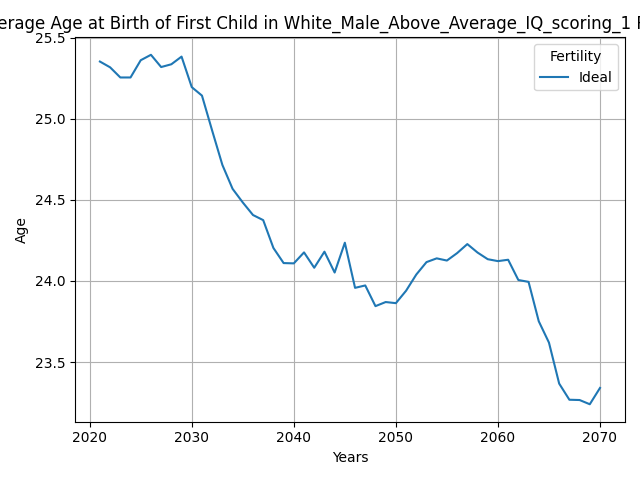 erage Age at Birth of First Child in White_Male_Above_Average_IQ_scoring_1
Fertility
Ideal
25.5
25.0
24.5
24.0
23.5
Age
2020 2030 2040 2050 2060 2070
Years